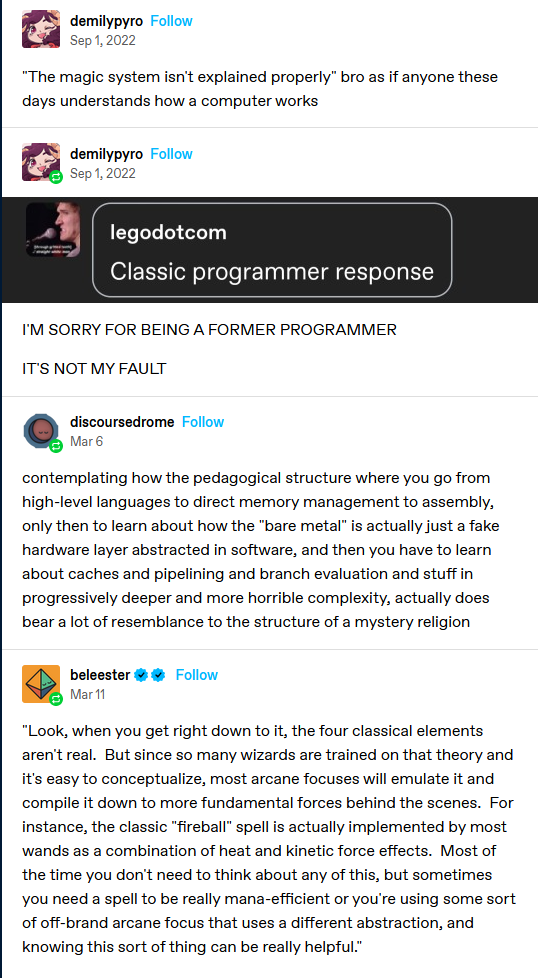 demilypyro Follow
Sep 1, 2022
"The magic system isn't explained properly" bro as if anyone these
days understands how a computer works
demilypyro Follow
Sep 1, 2022
legodotcom
Classic programmer response
I'M SORRY FOR BEING A FORMER PROGRAMMER
IT'S NOT MY FAULT
discoursedrome Follow
Mar 6
contemplating how the pedagogical structure where you go from
high-level languages to direct memory management to assembly,
only then to learn about how the "bare metal" is actually just a fake
hardware layer abstracted in software, and then you have to learn
about caches and pipelining and branch evaluation and stuff in
progressively deeper and more horrible complexity, actually does
bear a lot of resemblance to the structure of a mystery religion
beleester Follow
Mar 11
"Look, when you get right down to it, the four classical elements
aren't real.  But since so many wizards are trained on that theory and
it's easy to conceptualize, most arcane focuses will emulate it and
compile it down to more fundamental forces behind the scenes.  For
instance, the classic "fireball" spell is actually implemented by most
wands as a combination of heat and kinetic force effects.  Most of
the time you don't need to think about any of this, but sometimes
you need a spell to be really mana-efficient or you're using some sort
of off-brand arcane focus that uses a different abstraction, and
knowing this sort of thing can be really helpful."